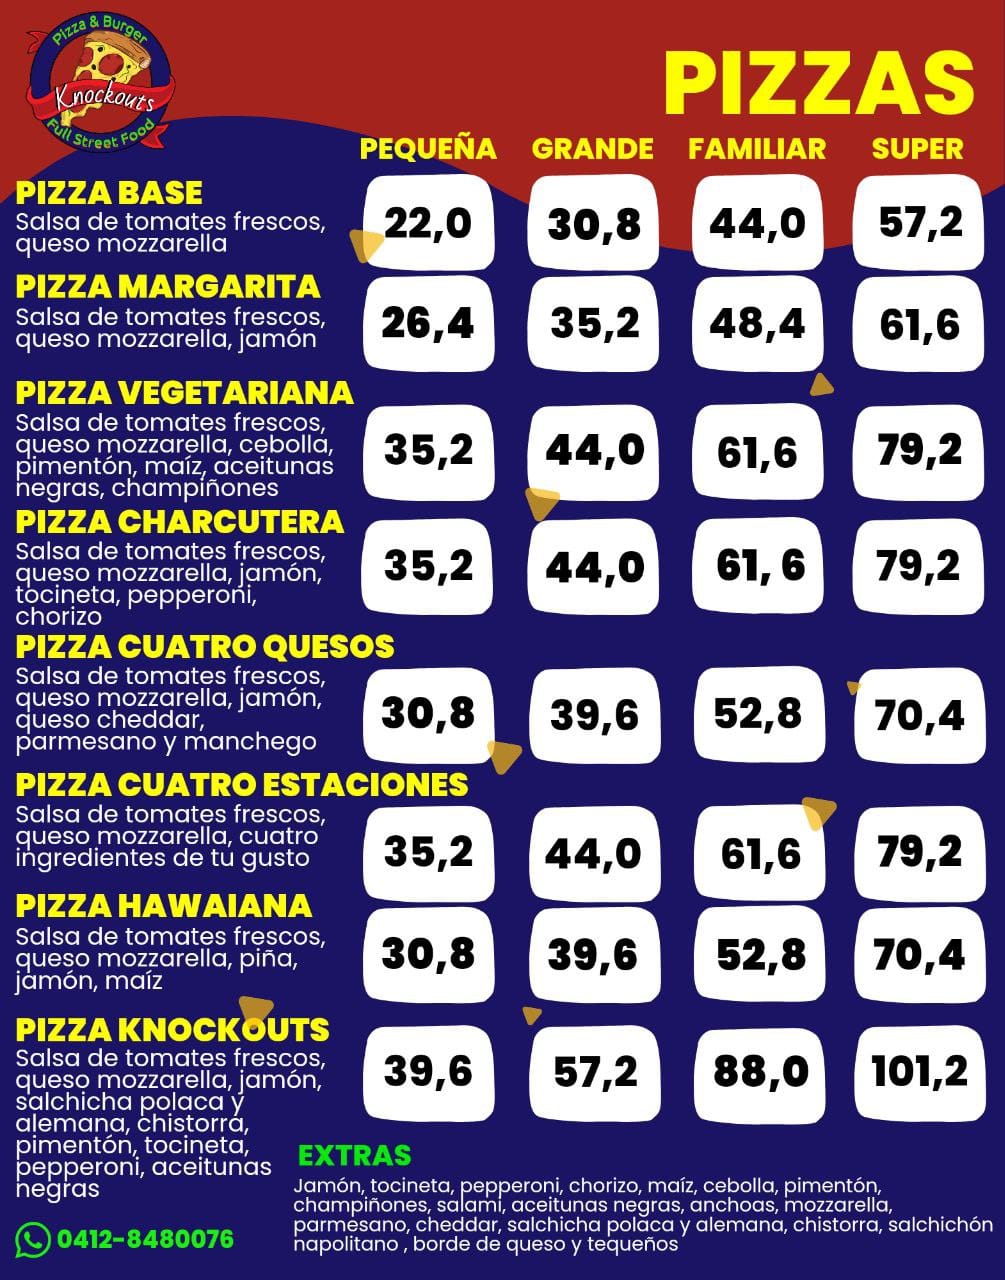 Pizza & Burger
Knockouts
Full Street Food
PIZZAS
PEQUEÑA GRANDE FAMILIAR SUPER
PIZZA BASE
Salsa de tomates frescos,
queso mozzarella
22,0 30,8 44,0 57,2
PIZZA MARGARITA
Salsa de tomates frescos,
queso mozzarella, jamón
26,4 35,2 48,4 61,6
PIZZA VEGETARIANA
Salsa de tomates frescos,
queso mozzarella, cebolla,
pimentón, maíz, aceitunas
negras, champiñones
35,2 44,0 61,6 79,2
PIZZA CHARCUTERA
Salsa de tomates frescos,
queso mozzarella, jamón,
tocineta, pepperoni,
chorizo
35,2 44,0 61,6 79,2
PIZZA CUATRO QUESOS
Salsa de tomates frescos,
queso mozzarella, jamón,
queso cheddar,
parmesano y manchego
30,8 39,6 52,8 70,4
PIZZA CUATRO ESTACIONES
Salsa de tomates frescos,
queso mozzarella, cuatro
ingredientes de tu gusto
35,2 44,0 61,6 79,2
PIZZA HAWAIANA
Salsa de tomates frescos,
queso mozzarella, piña,
jamón, maíz
30,8 39,6 52,8 70,4
PIZZA KNOCKOUTS
Salsa de tomates frescos,
queso mozzarella, jamón,
salchicha polaca y
alemana, chistorra,
pimentón, tocineta,
pepperoni, aceitunas
negras
39,6 57,2 88,0 101,2
EXTRAS
Jamón, tocineta, pepperoni, chorizo, maíz, cebolla, pimentón,
champiñones, salami, aceitunas negras, anchoas, mozzarella,
parmesano, cheddar, salchicha polaca y alemana, chistorra, salchichón
napolitano , borde de queso y tequeños
0412-8480076